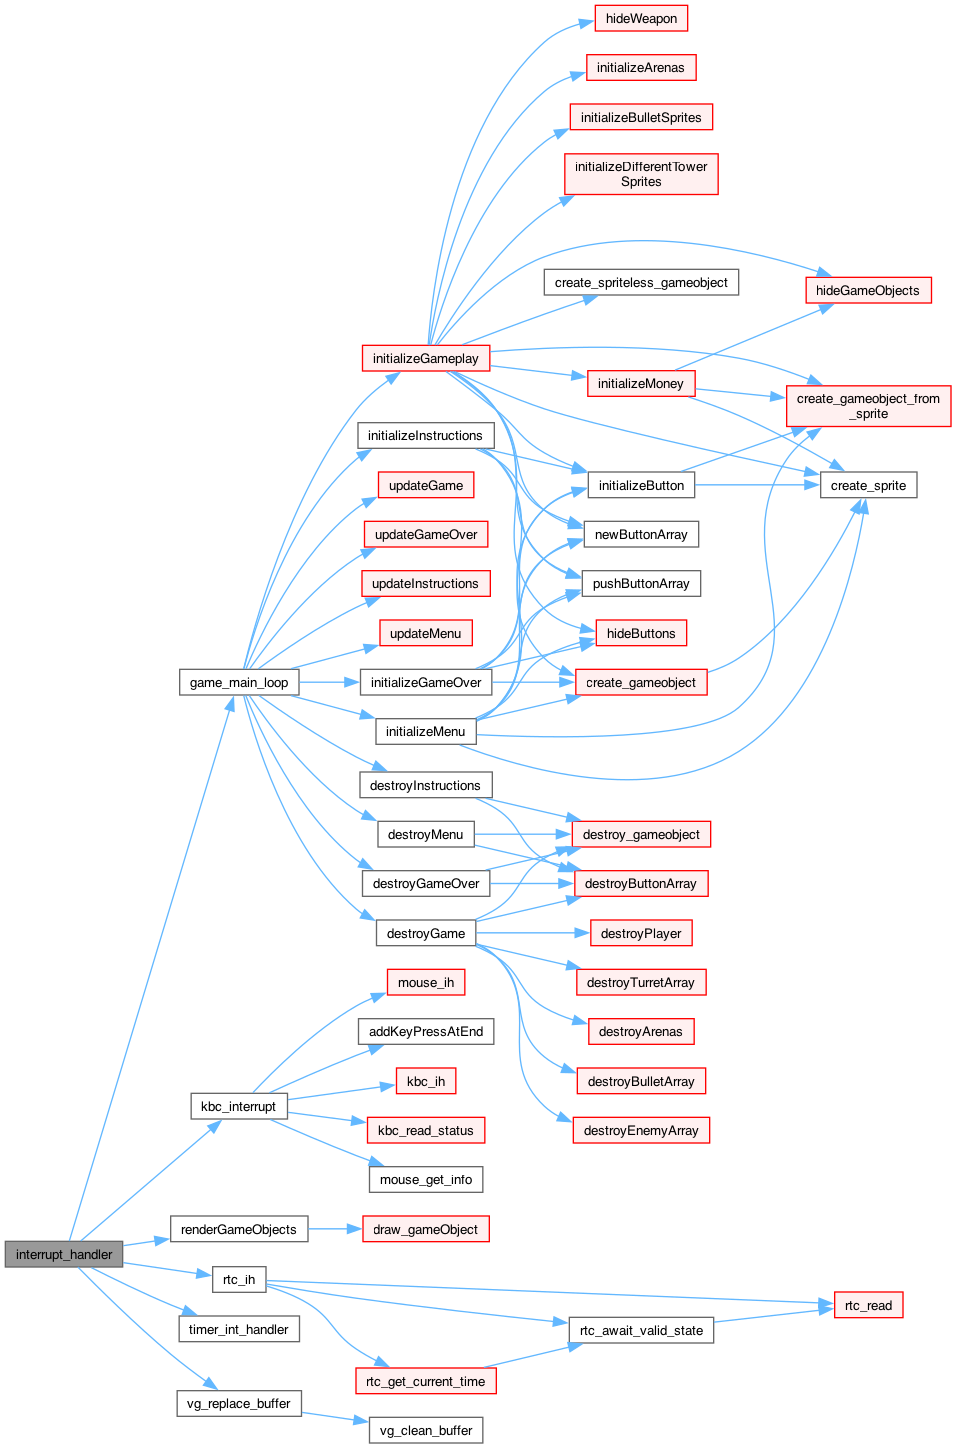 hideWeapon
initializeArenas
initializeBulletSprites
initializeDifferentTower
Sprites
create_spriteless_gameobject
hideGameObjects
initializeGameplay
initializeMoney
create_gameobject_from
_sprite
initializeInstructions
updateGame
initializeButton
create_sprite
updateGameOver
newButtonArray
updateInstructions
pushButtonArray
updateMenu
hideButtons
game_main_loop
initializeGameOver
create_gameobject
initializeMenu
destroyInstructions
destroyMenu
destroy_gameobject
destroyGameOver
destroyButtonArray
destroyGame
destroyPlayer
mouse_ih
destroyTurretArray
addKeyPressAtEnd
destroyArenas
kbc_ih
destroyBulletArray
kbc_interrupt
kbc_read_status
destroyEnemyArray
mouse_get_info
renderGameObjects
draw_gameObject
interrupt_handler
rtc_ih
rtc_read
timer_int_handler
rtc_await_valid_state
rtc_get_current_time
vg_replace_buffer
vg_clean_buffer